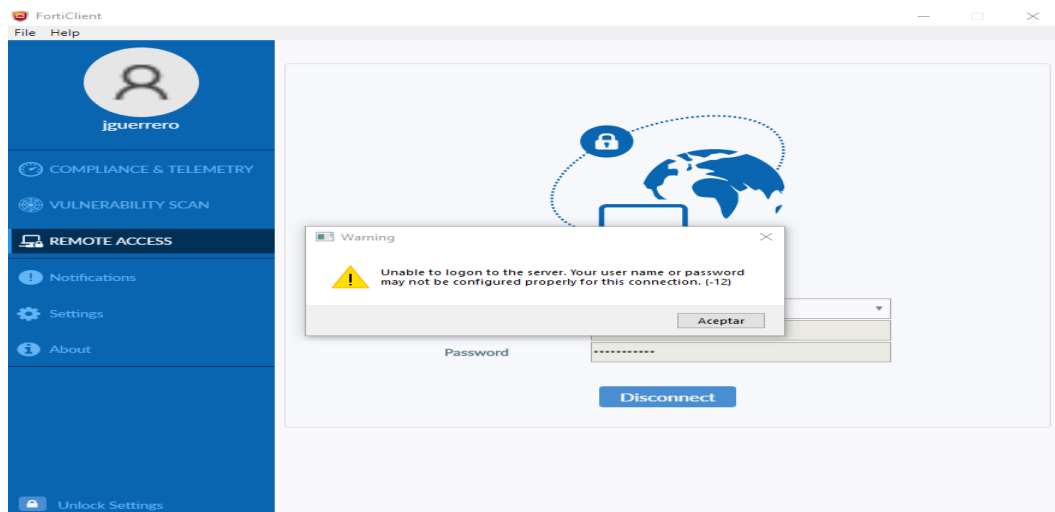 FortiClient
File Help
jguerrero
COMPLIANCE & TELEMETRY
VULNERABILITY SCAN
REMOTE ACCESS
Notifications
Settings
About
Unlock Settings
Warning
Unable to logon to the server. Your user name or password
may not be configured properly for this connection. (-12)
Aceptar
Password •••••••••••
Disconnect